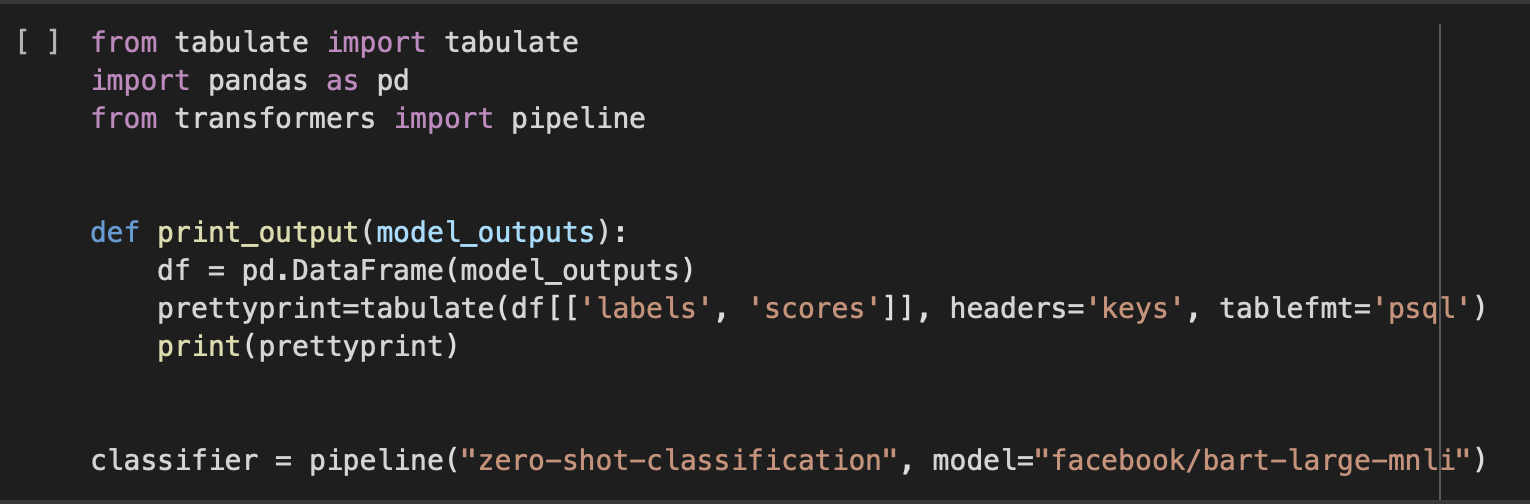 [ ] from tabulate import tabulate
import pandas as pd
from transformers import pipeline
def print_output(model_outputs):
    df = pd.DataFrame(model_outputs)
    prettyprint=tabulate(df[['labels', 'scores']], headers='keys', tablefmt='psql')
    print(prettyprint)
classifier = pipeline("zero-shot-classification", model="facebook/bart-large-mnli")